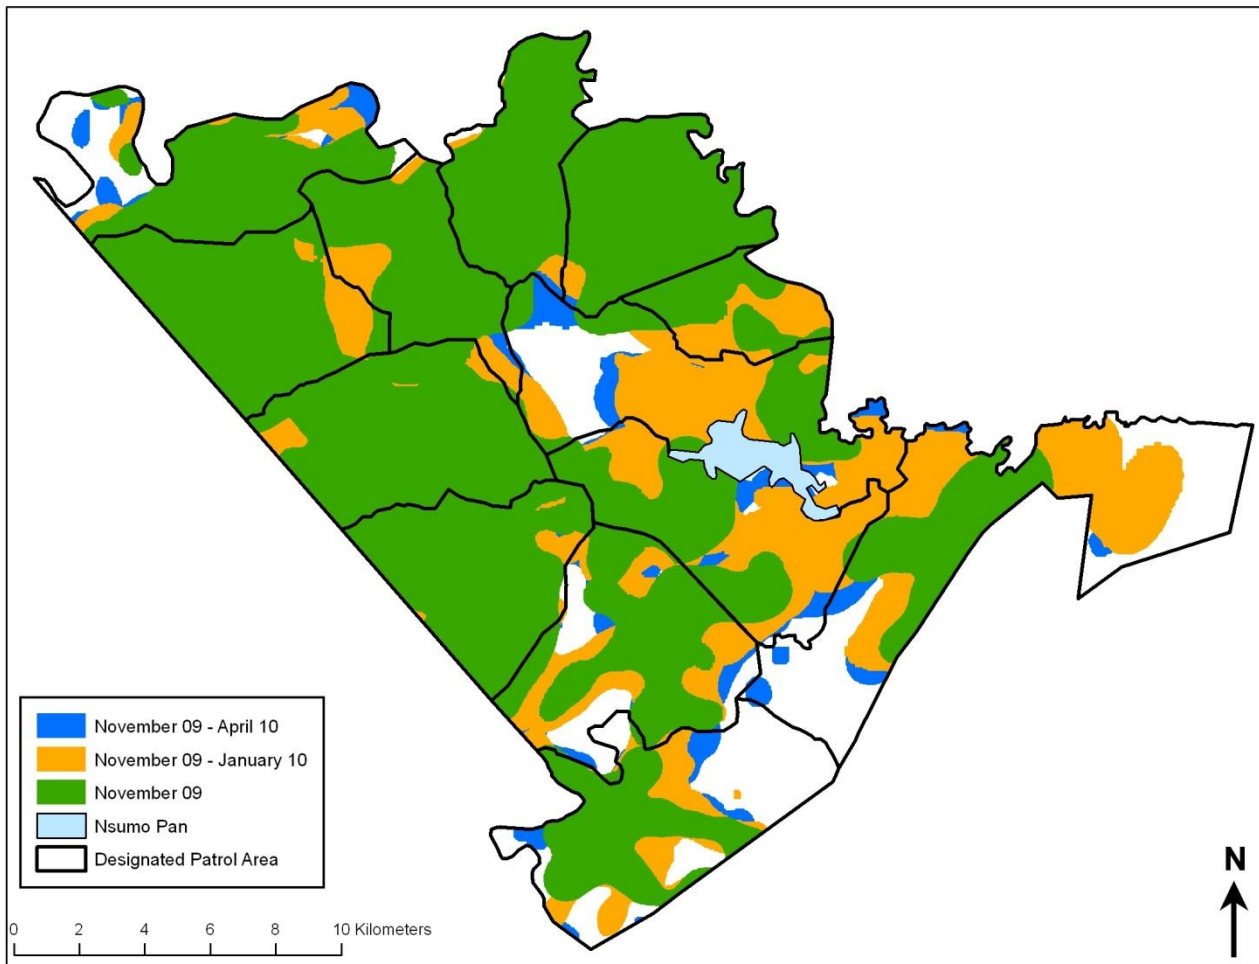 November 09 - April 10
November 09 - January 10
November 09
Nsumo Pan
Designated Patrol Area
N
0 2 4 6 8 10 Kilometers